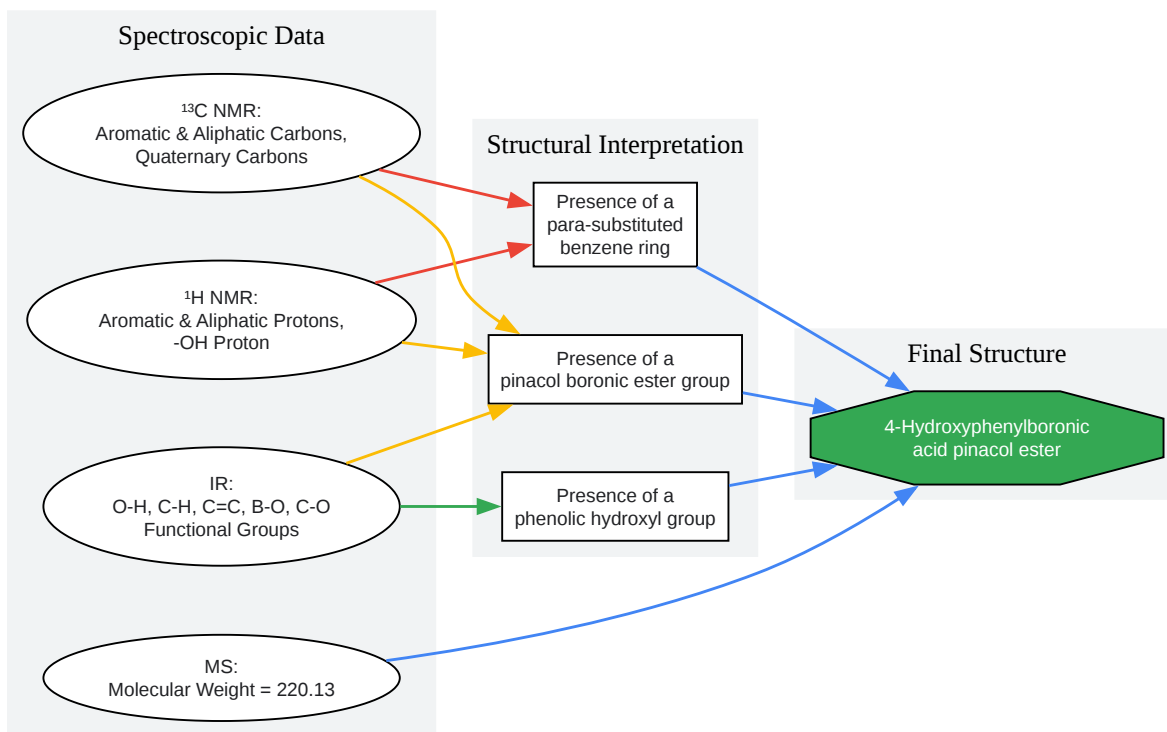 Spectroscopic Data
¹³C NMR:
Aromatic & Aliphatic Carbons,
Quaternary Carbons
¹H NMR:
Aromatic & Aliphatic Protons,
-OH Proton
IR:
O-H, C-H, C=C, B-O, C-O
Functional Groups
MS:
Molecular Weight = 220.13
Structural Interpretation
Presence of a
para-substituted
benzene ring
Presence of a
pinacol boronic ester group
Presence of a
phenolic hydroxyl group
Final Structure
4-Hydroxyphenylboronic
acid pinacol ester